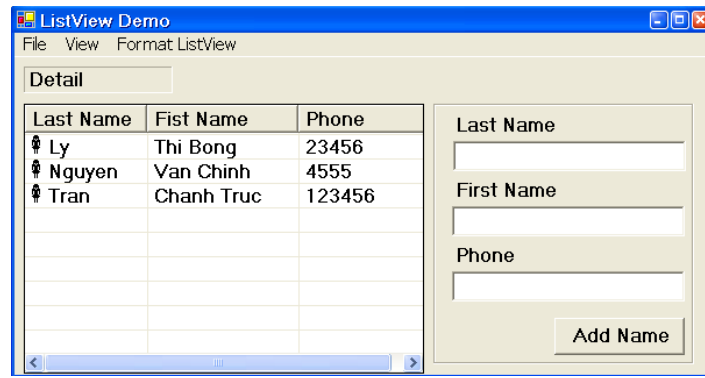 ListView Demo
File View Format ListView
Detail
Last Name Fist Name Phone
Ly Thi Bong 23456
Nguyen Van Chinh 4555
Tran Chanh Truc 123456
Last Name
First Name
Phone
Add Name